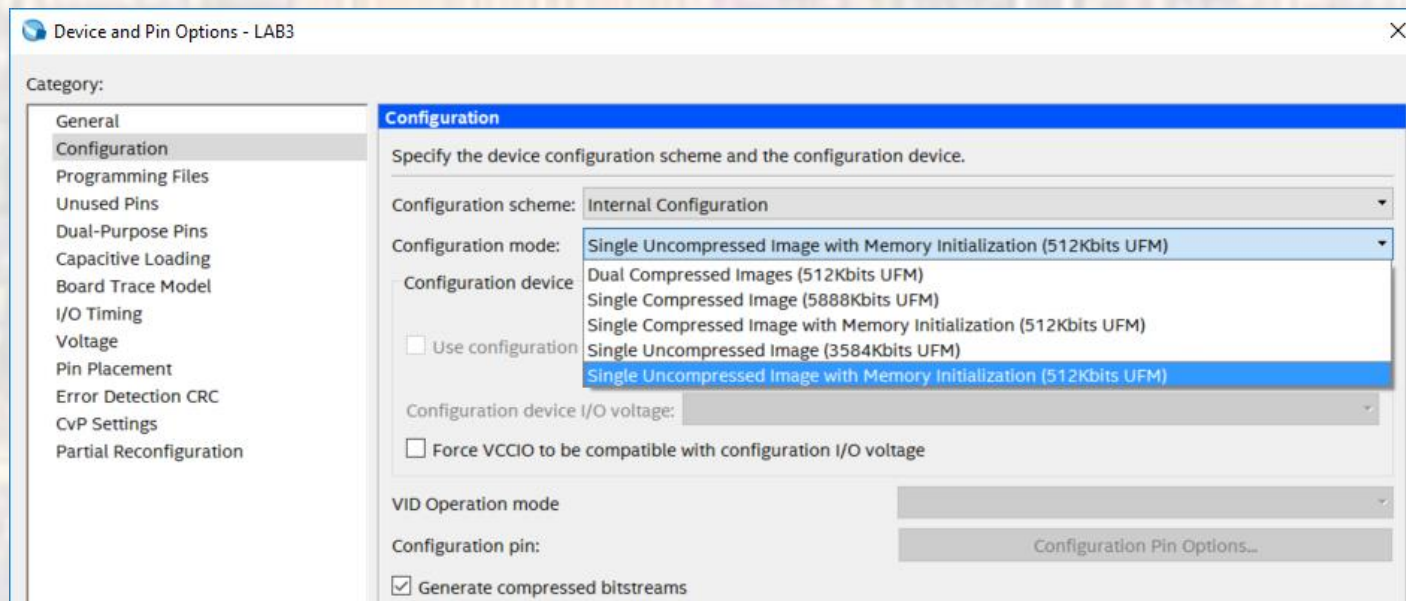 Device and Pin Options - LAB3
Category:
General
Configuration
Programming Files
Unused Pins
Dual-Purpose Pins
Capacitive Loading
Board Trace Model
I/O Timing
Voltage
Pin Placement
Error Detection CRC
CvP Settings
Partial Reconfiguration
Configuration
Specify the device configuration scheme and the configuration device.
Configuration scheme: Internal Configuration
Configuration mode: Single Uncompressed Image with Memory Initialization (512Kbits UFM)
Dual Compressed Images (512Kbits UFM)
Configuration device
Single Compressed Image (5888Kbits UFM)
Single Compressed Image with Memory Initialization (512Kbits UFM)
Use configuration
Single Uncompressed Image (3584Kbits UFM)
Single Uncompressed Image with Memory Initialization (512Kbits UFM)
Configuration device I/O voltage:
Force VCCIO to be compatible with configuration I/O voltage
VID Operation mode
Configuration pin: Configuration Pin Options...
Generate compressed bitstreams